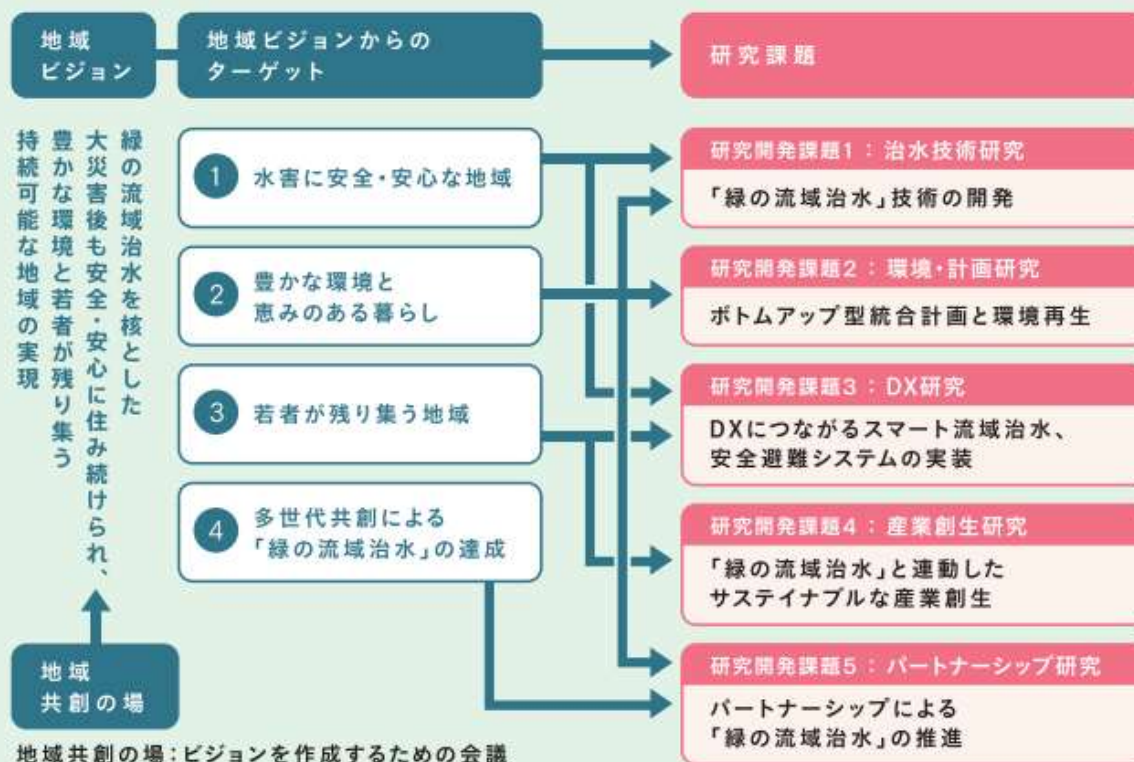 地域
ビジョン
地域ビジョンからの
ターゲット
研究課題
緑の流域治水を核とした
大災害後も安全・安心に住み続けられ、
豊かな環境と若者が残り集う
持続可能な地域の実現
1 水害に安全・安心な地域
2 豊かな環境と
恵みのある暮らし
3 若者が残り集う地域
4 多世代共創による
「緑の流域治水」の達成
地域
共創の場
地域共創の場：ビジョンを作成するための会議
研究開発課題1：治水技術研究
「緑の流域治水」技術の開発
研究開発課題2：環境・計画研究
ボトムアップ型統合計画と環境再生
研究開発課題3：DX研究
DXにつながるスマート流域治水、
安全避難システムの実装
研究開発課題4：産業創生研究
「緑の流域治水」と連動した
サステイナブルな産業創生
研究開発課題5：パートナーシップ研究
パートナーシップによる
「緑の流域治水」の推進